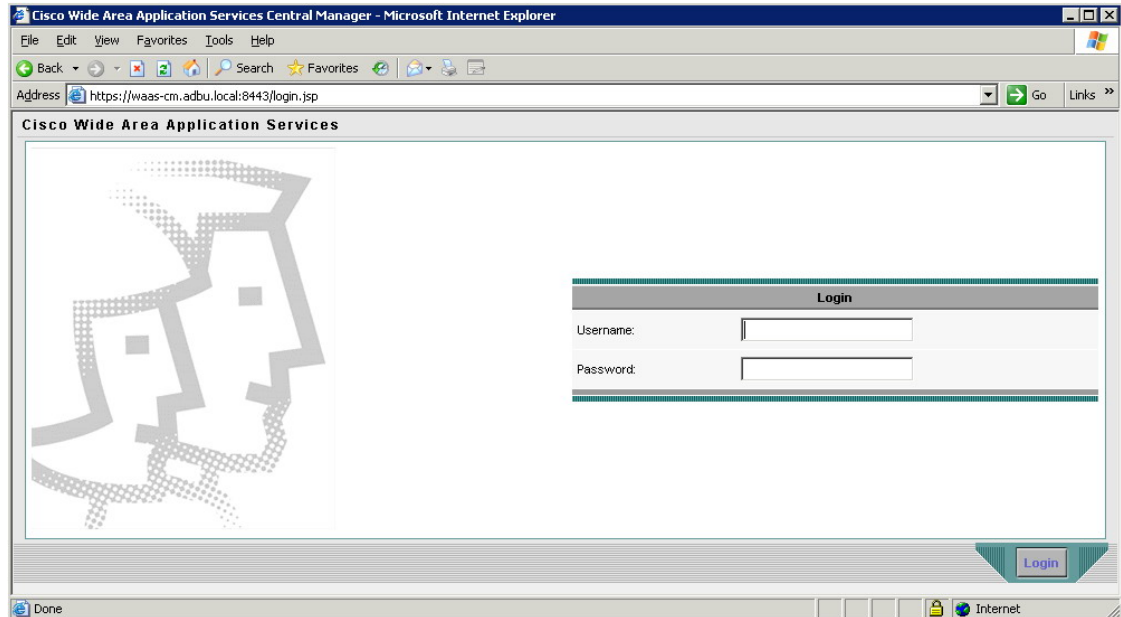 Cisco Wide Area Application Services Central Manager - Microsoft Internet Explorer
File Edit View Favorites Tools Help
Back Search Favorites
Address https://waas-cm.adbu.local:8443/login.jsp Go Links »
Cisco Wide Area Application Services
Login
Username:
Password:
Login
Done Internet